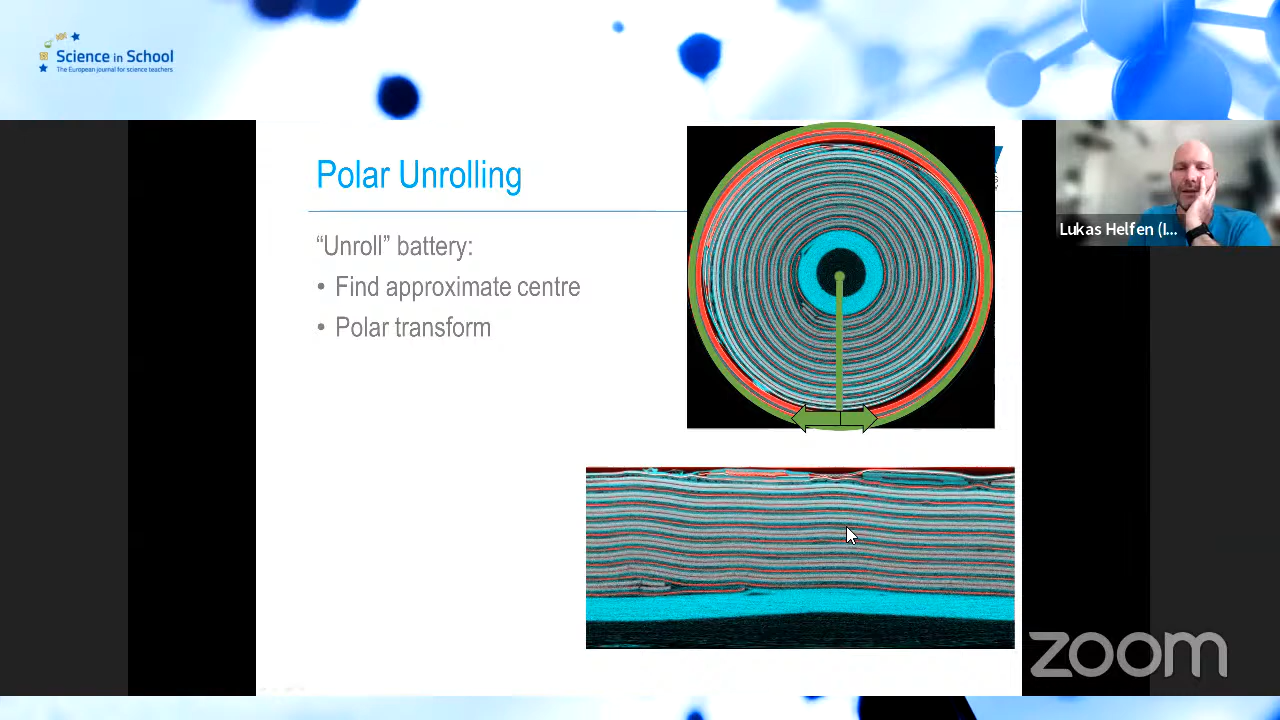 Science in School
The European journal for science teachers
Polar Unrolling
“Unroll” battery:
• Find approximate centre
• Polar transform
Lukas Helfen (I...
zoom